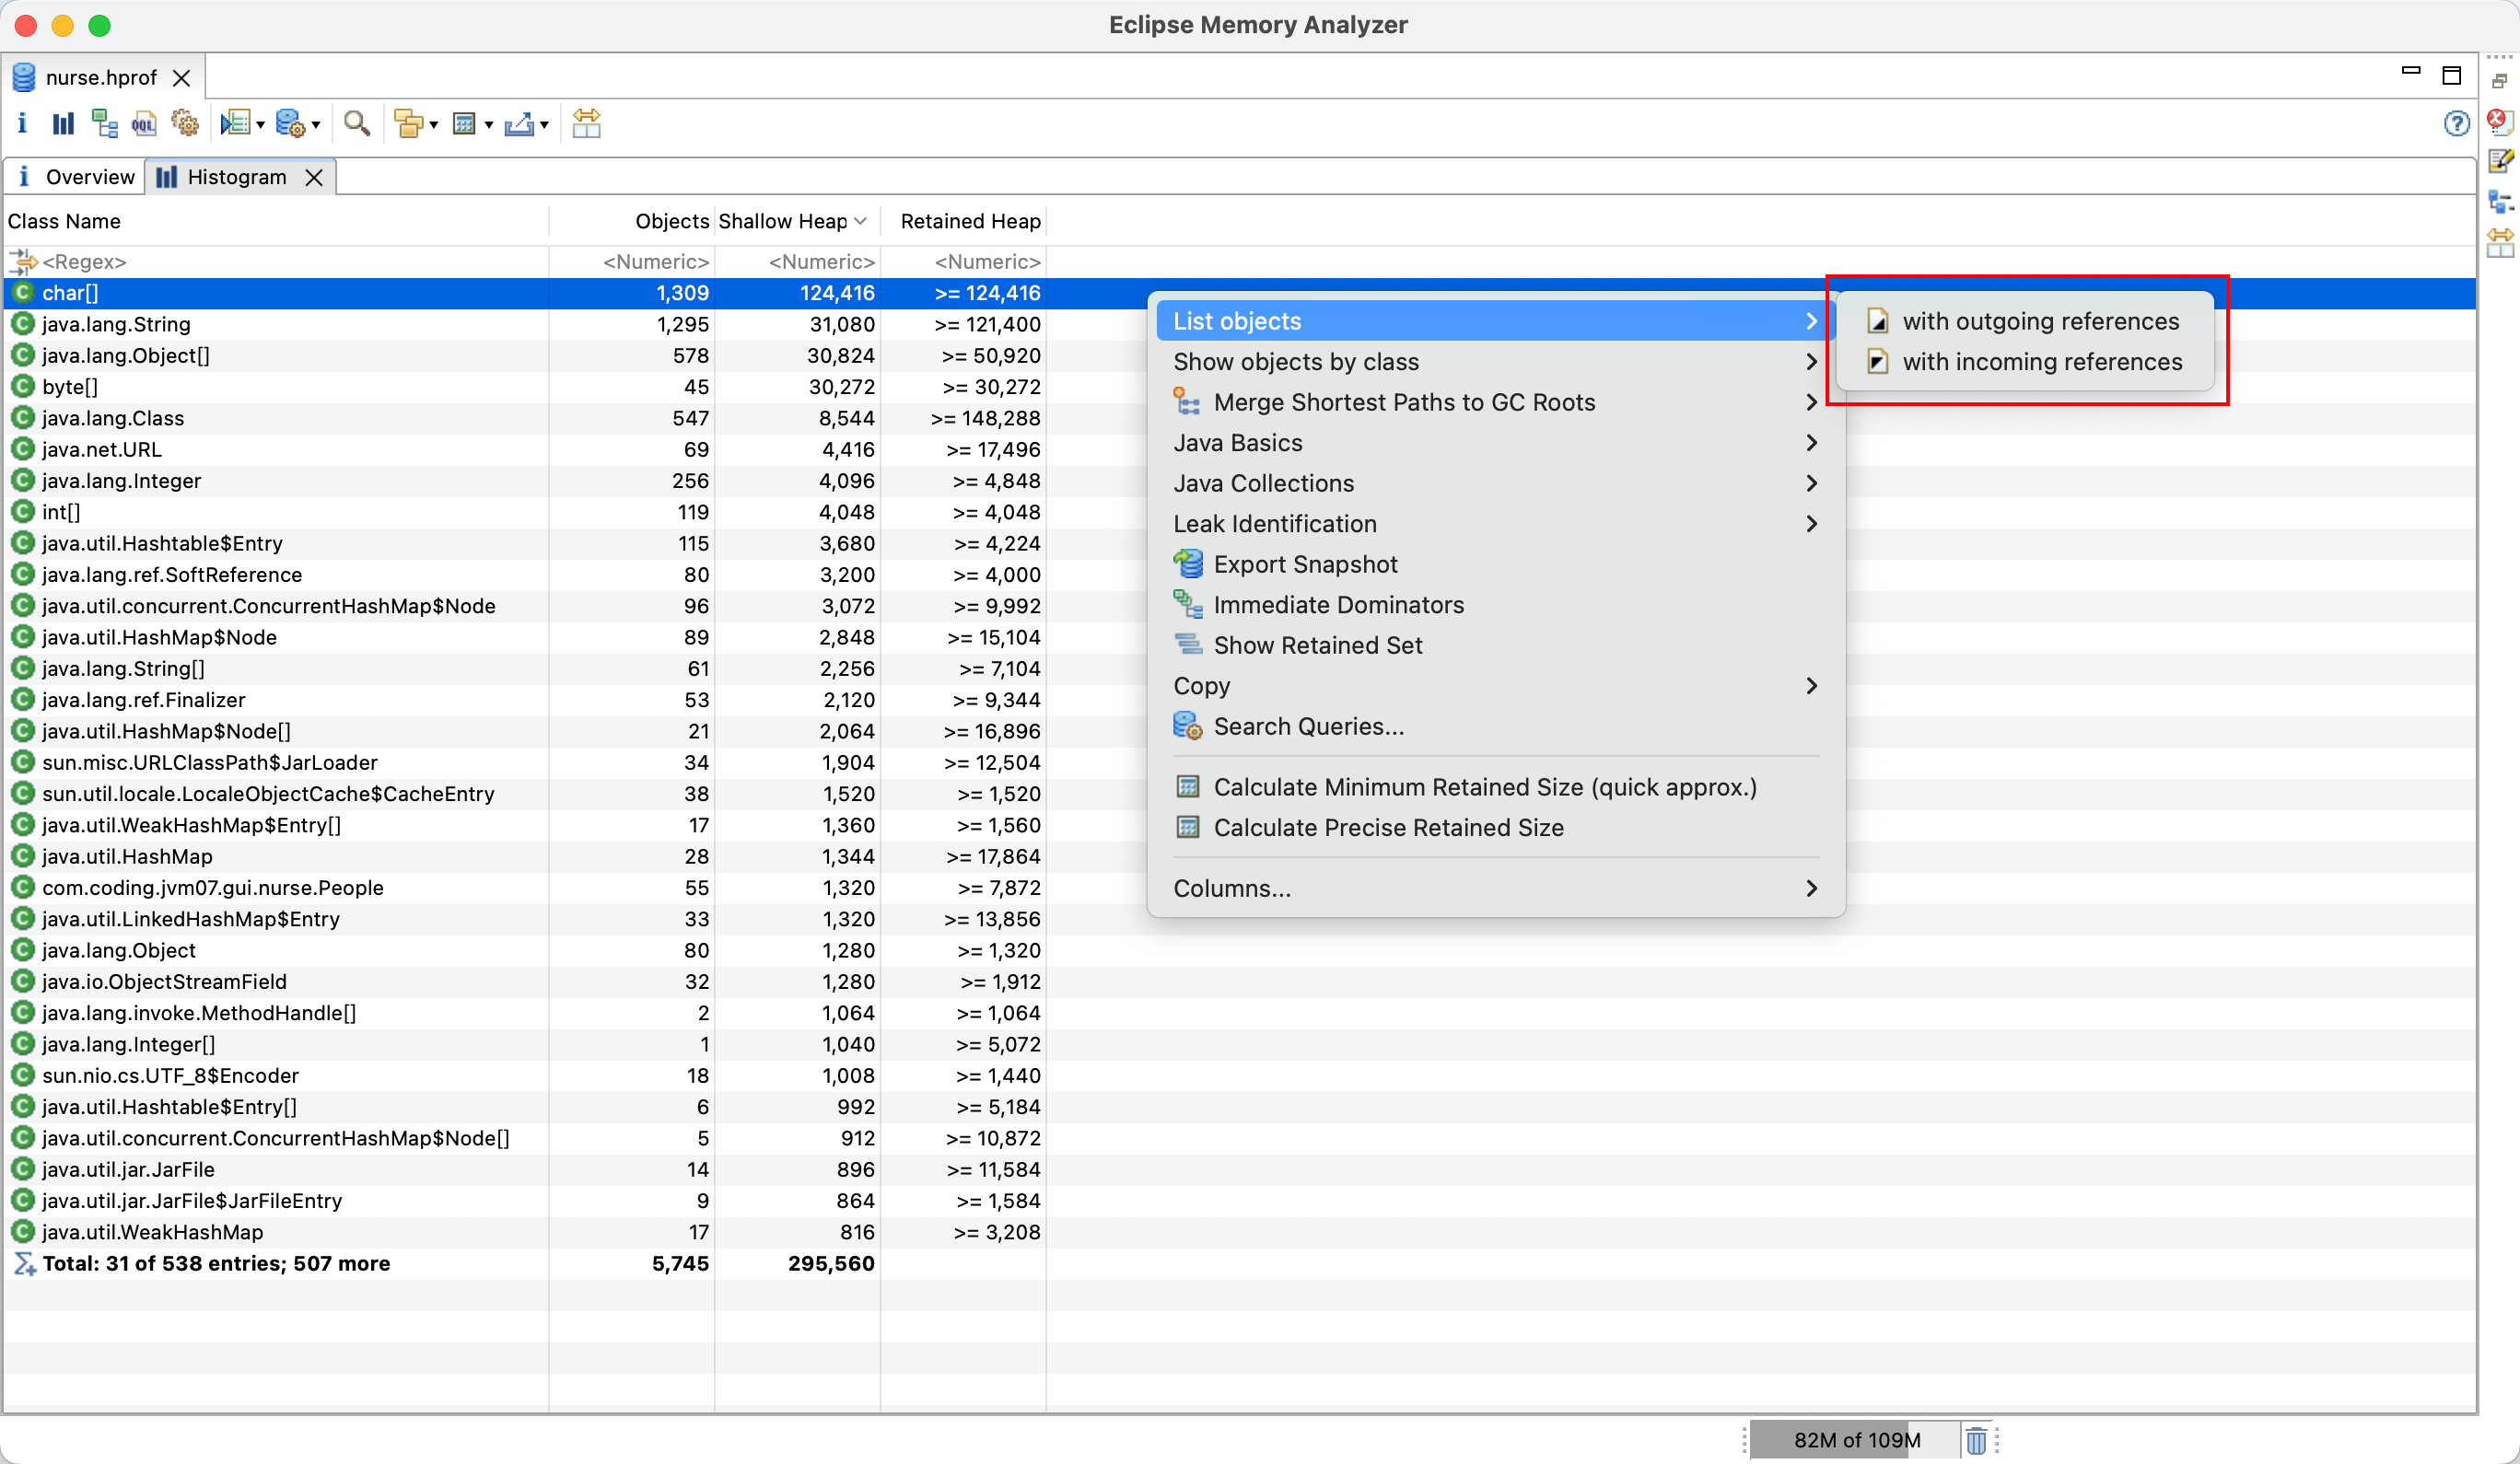 Eclipse Memory Analyzer
nurse.hprof
i OQL
i Overview Histogram
Class Name Objects Shallow Heap Retained Heap
<Regex> <Numeric> <Numeric> <Numeric>
char[] 1,309 124,416 >= 124,416
java.lang.String 1,295 31,080 >= 121,400
java.lang.Object[] 578 30,824 >= 50,920
byte[] 45 30,272 >= 30,272
java.lang.Class 547 8,544 >= 148,288
java.net.URL 69 4,416 >= 17,496
java.lang.Integer 256 4,096 >= 4,848
int[] 119 4,048 >= 4,048
java.util.Hashtable$Entry 115 3,680 >= 4,224
java.lang.ref.SoftReference 80 3,200 >= 4,000
java.util.concurrent.ConcurrentHashMap$Node 96 3,072 >= 9,992
java.util.HashMap$Node 89 2,848 >= 15,104
java.lang.String[] 61 2,256 >= 7,104
java.lang.ref.Finalizer 53 2,120 >= 9,344
java.util.HashMap$Node[] 21 2,064 >= 16,896
sun.misc.URLClassPath$JarLoader 34 1,904 >= 12,504
sun.util.locale.LocaleObjectCache$CacheEntry 38 1,520 >= 1,520
java.util.WeakHashMap$Entry[] 17 1,360 >= 1,560
java.util.HashMap 28 1,344 >= 17,864
com.coding.jvm07.gui.nurse.People 55 1,320 >= 7,872
java.util.LinkedHashMap$Entry 33 1,320 >= 13,856
java.lang.Object 80 1,280 >= 1,320
java.io.ObjectStreamField 32 1,280 >= 1,912
java.lang.invoke.MethodHandle[] 2 1,064 >= 1,064
java.lang.Integer[] 1 1,040 >= 5,072
sun.nio.cs.UTF_8$Encoder 18 1,008 >= 1,440
java.util.Hashtable$Entry[] 6 992 >= 5,184
java.util.concurrent.ConcurrentHashMap$Node[] 5 912 >= 10,872
java.util.jar.JarFile 14 896 >= 11,584
java.util.jar.JarFile$JarFileEntry 9 864 >= 1,584
java.util.WeakHashMap 17 816 >= 3,208
Total: 31 of 538 entries; 507 more 5,745 295,560
List objects
Show objects by class
Merge Shortest Paths to GC Roots
Java Basics
Java Collections
Leak Identification
Export Snapshot
Immediate Dominators
Show Retained Set
Copy
Search Queries...
Calculate Minimum Retained Size (quick approx.)
Calculate Precise Retained Size
Columns...
with outgoing references
with incoming references
82M of 109M